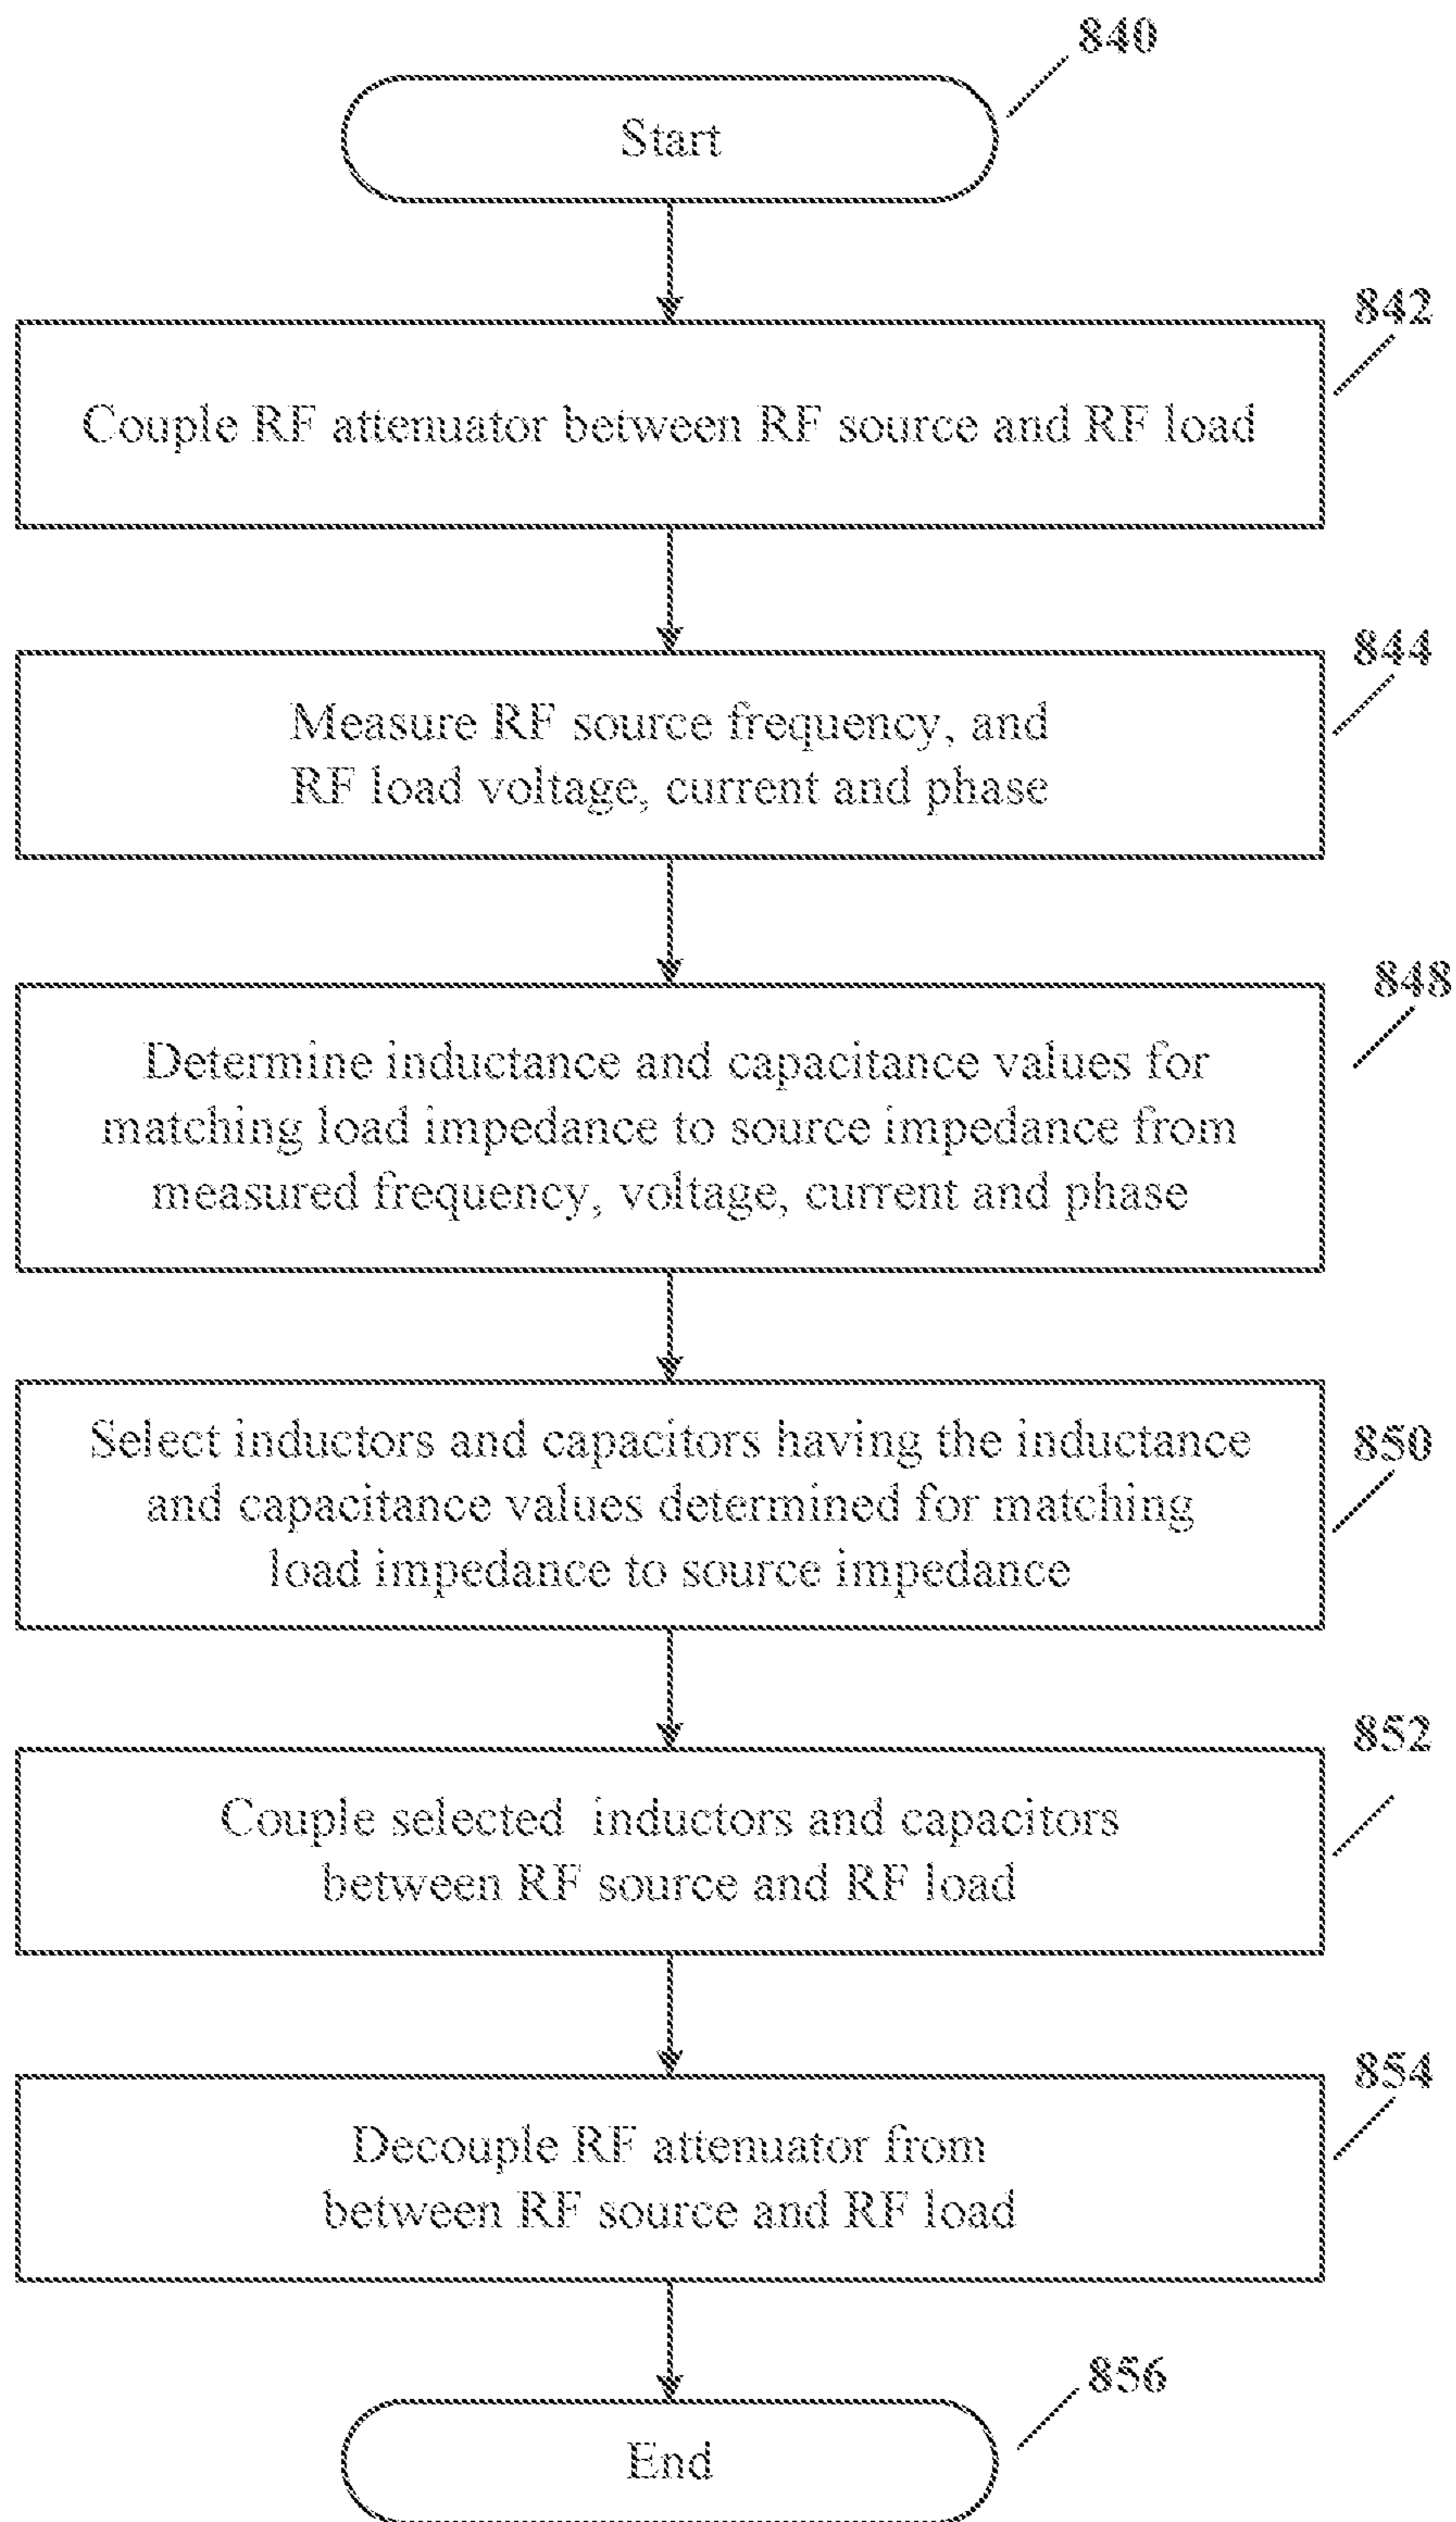 840
Start
842
Couple RF attenuator between RF source and RF load
844
Measure RF source frequency, and
RF load voltage, current and phase
848
Determine inductance and capacitance values for
matching load impedance to source impedance from
measured frequency, voltage, current and phase
850
Select inductors and capacitors having the inductance
and capacitance values determined for matching
load impedance to source impedance
852
Couple selected inductors and capacitors
between RF source and RF load
854
Decouple RF attenuator from
between RF source and RF load
856
End